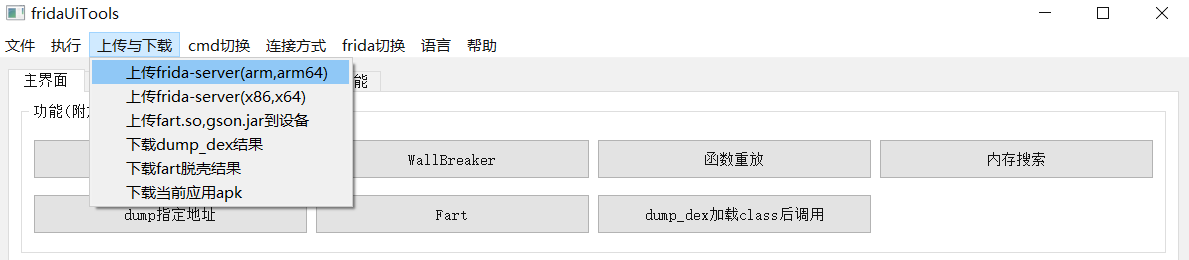 fridaUiTools
文件 执行 上传与下载 cmd切换 连接方式 frida切换 语言 帮助
主界面 能
上传frida-server(arm,arm64)
上传frida-server(x86,x64)
上传fart.so,gson.jar到设备
下载dump_dex结果
下载fart脱壳结果
下载当前应用apk
功能(附
WallBreaker 函数重放 内存搜索
dump指定地址 Fart dump_dex加载class后调用